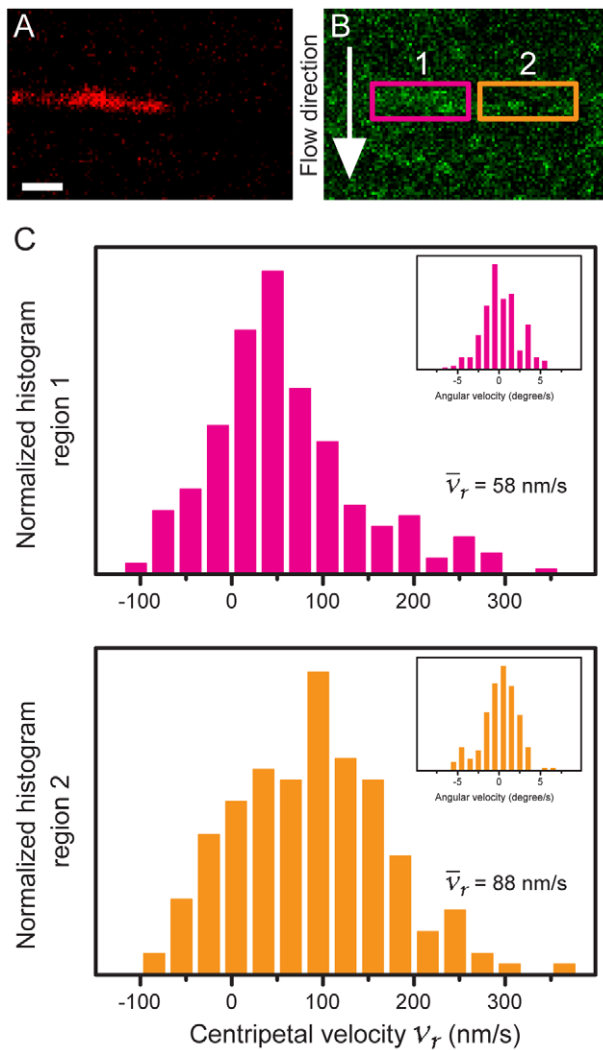 A
B
Flow direction
1
2
C
Normalized histogram
region 1
-5 0 5
Angular velocity (degree/s)
v̄r = 58 nm/s
-100 0 100 200 300
Normalized histogram
region 2
-5 0 5
Angular velocity (degree/s)
v̄r = 88 nm/s
-100 0 100 200 300
Centripetal velocity vr (nm/s)